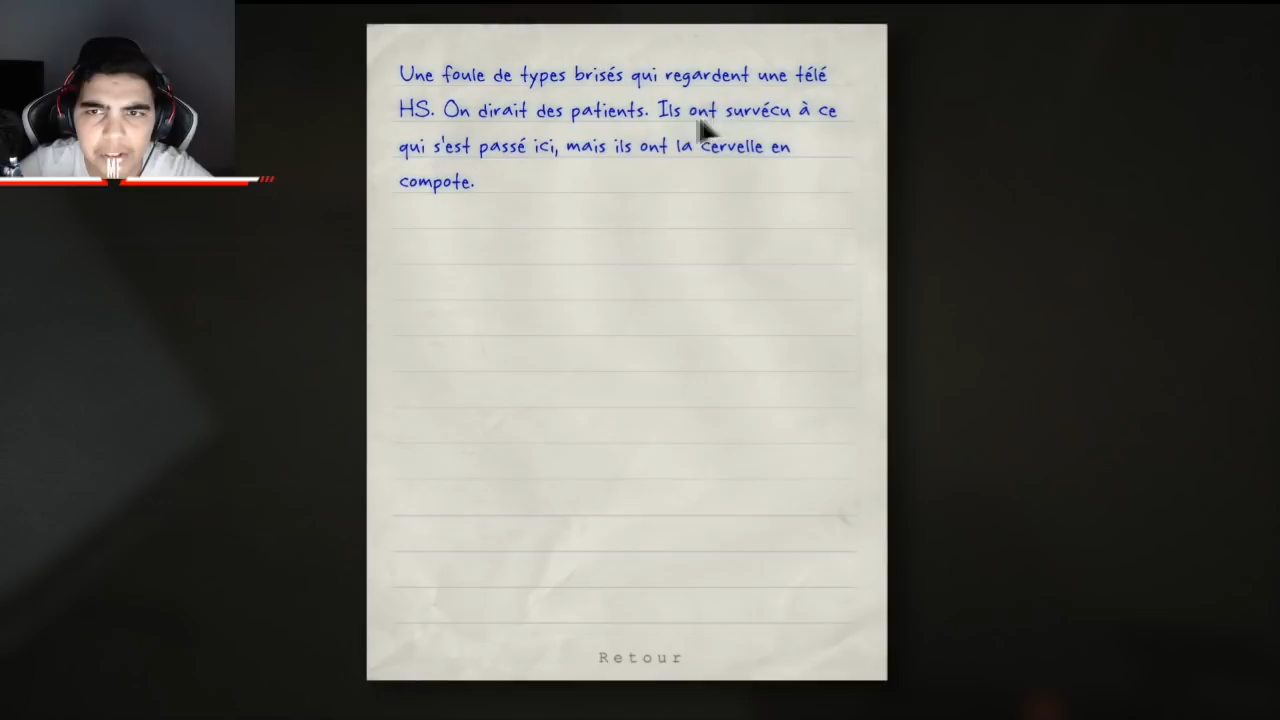 Une foule de types brisés qui regardent une télé
HS. On dirait des patients. Ils ont survécu à ce
qui s'est passé ici, mais ils ont la cervelle en
compote.
Retour
MF